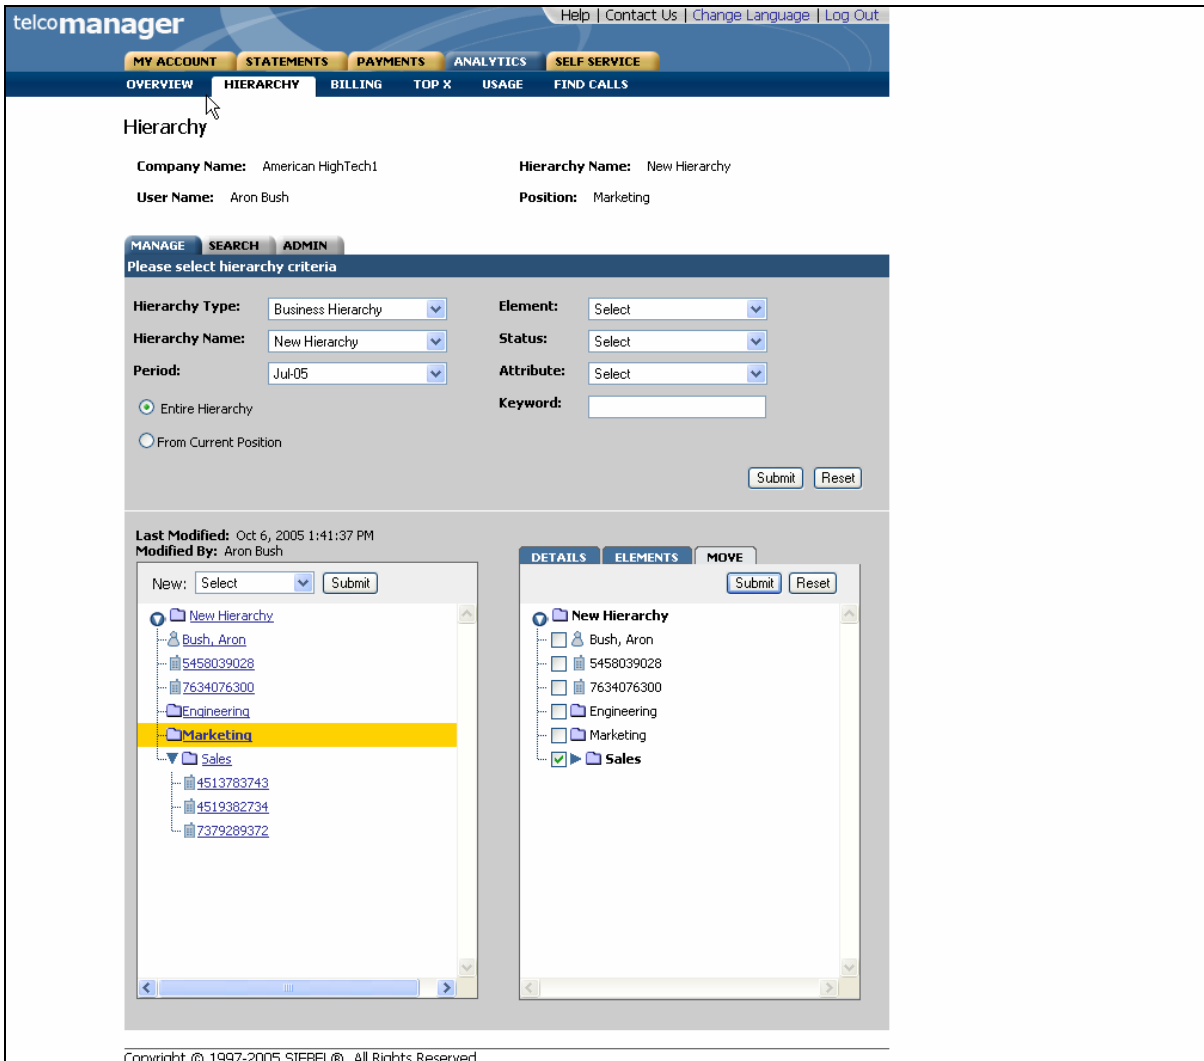 telcomanager
Help | Contact Us | Change Language | Log Out
MY ACCOUNT STATEMENTS PAYMENTS ANALYTICS SELF SERVICE
OVERVIEW HIERARCHY BILLING TOP X USAGE FIND CALLS
Hierarchy
Company Name: American HighTech1 Hierarchy Name: New Hierarchy
User Name: Aron Bush Position: Marketing
MANAGE SEARCH ADMIN
Please select hierarchy criteria
Hierarchy Type: Business Hierarchy Element: Select
Hierarchy Name: New Hierarchy Status: Select
Period: Jul-05 Attribute: Select
Entire Hierarchy Keyword:
From Current Position
Submit Reset
Last Modified: Oct 6, 2005 1:41:37 PM
Modified By: Aron Bush
DETAILS ELEMENTS MOVE
New: Select Submit Submit Reset
New Hierarchy New Hierarchy
Bush, Aron Bush, Aron
5458039028 5458039028
7634076300 7634076300
Engineering Engineering
Marketing Marketing
Sales Sales
4513783743
4519382734
7379289372
Copyright © 1997-2005 SIEBEL®. All Rights Reserved